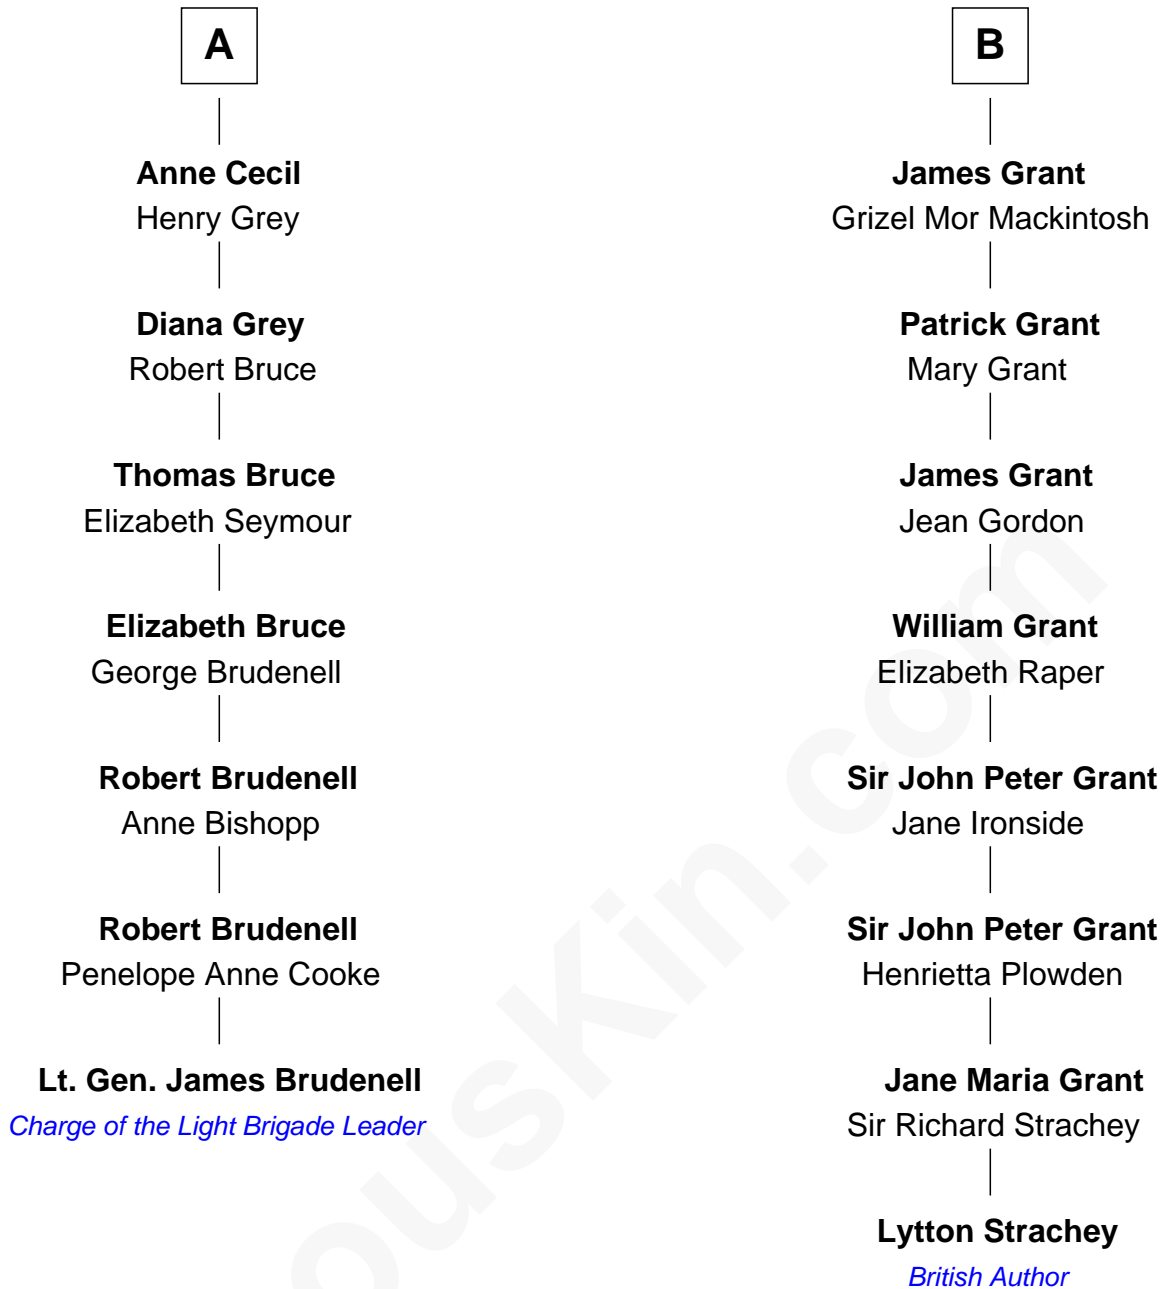 A
Anne Cecil
Henry Grey
Diana Grey
Robert Bruce
Thomas Bruce
Elizabeth Seymour
Elizabeth Bruce
George Brudenell
Robert Brudenell
Anne Bishopp
Robert Brudenell
Penelope Anne Cooke
Lt. Gen. James Brudenell
Charge of the Light Brigade Leader
B
James Grant
Grizel Mor Mackintosh
Patrick Grant
Mary Grant
James Grant
Jean Gordon
William Grant
Elizabeth Raper
Sir John Peter Grant
Jane Ironside
Sir John Peter Grant
Henrietta Plowden
Jane Maria Grant
Sir Richard Strachey
Lytton Strachey
British Author
ousKin.com